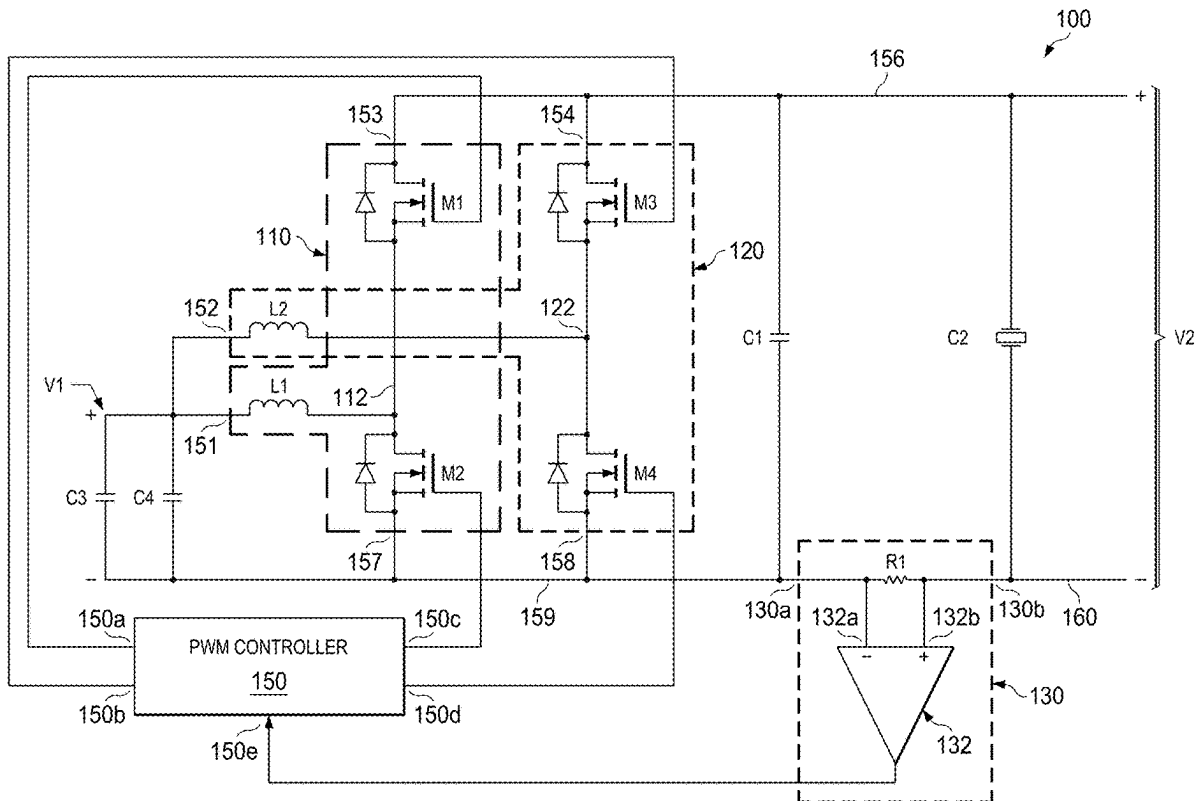 100
156
+
153
154
M1
M3
110
120
152
L2
122
C1
C2
V2
V1
L1
112
+
151
M2
M4
C3
C4
157
158
R1
-
159
130a
130b
160
-
150a
150c
132a
132b
PWM CONTROLLER
- +
150
130
150b
150d
132
150e